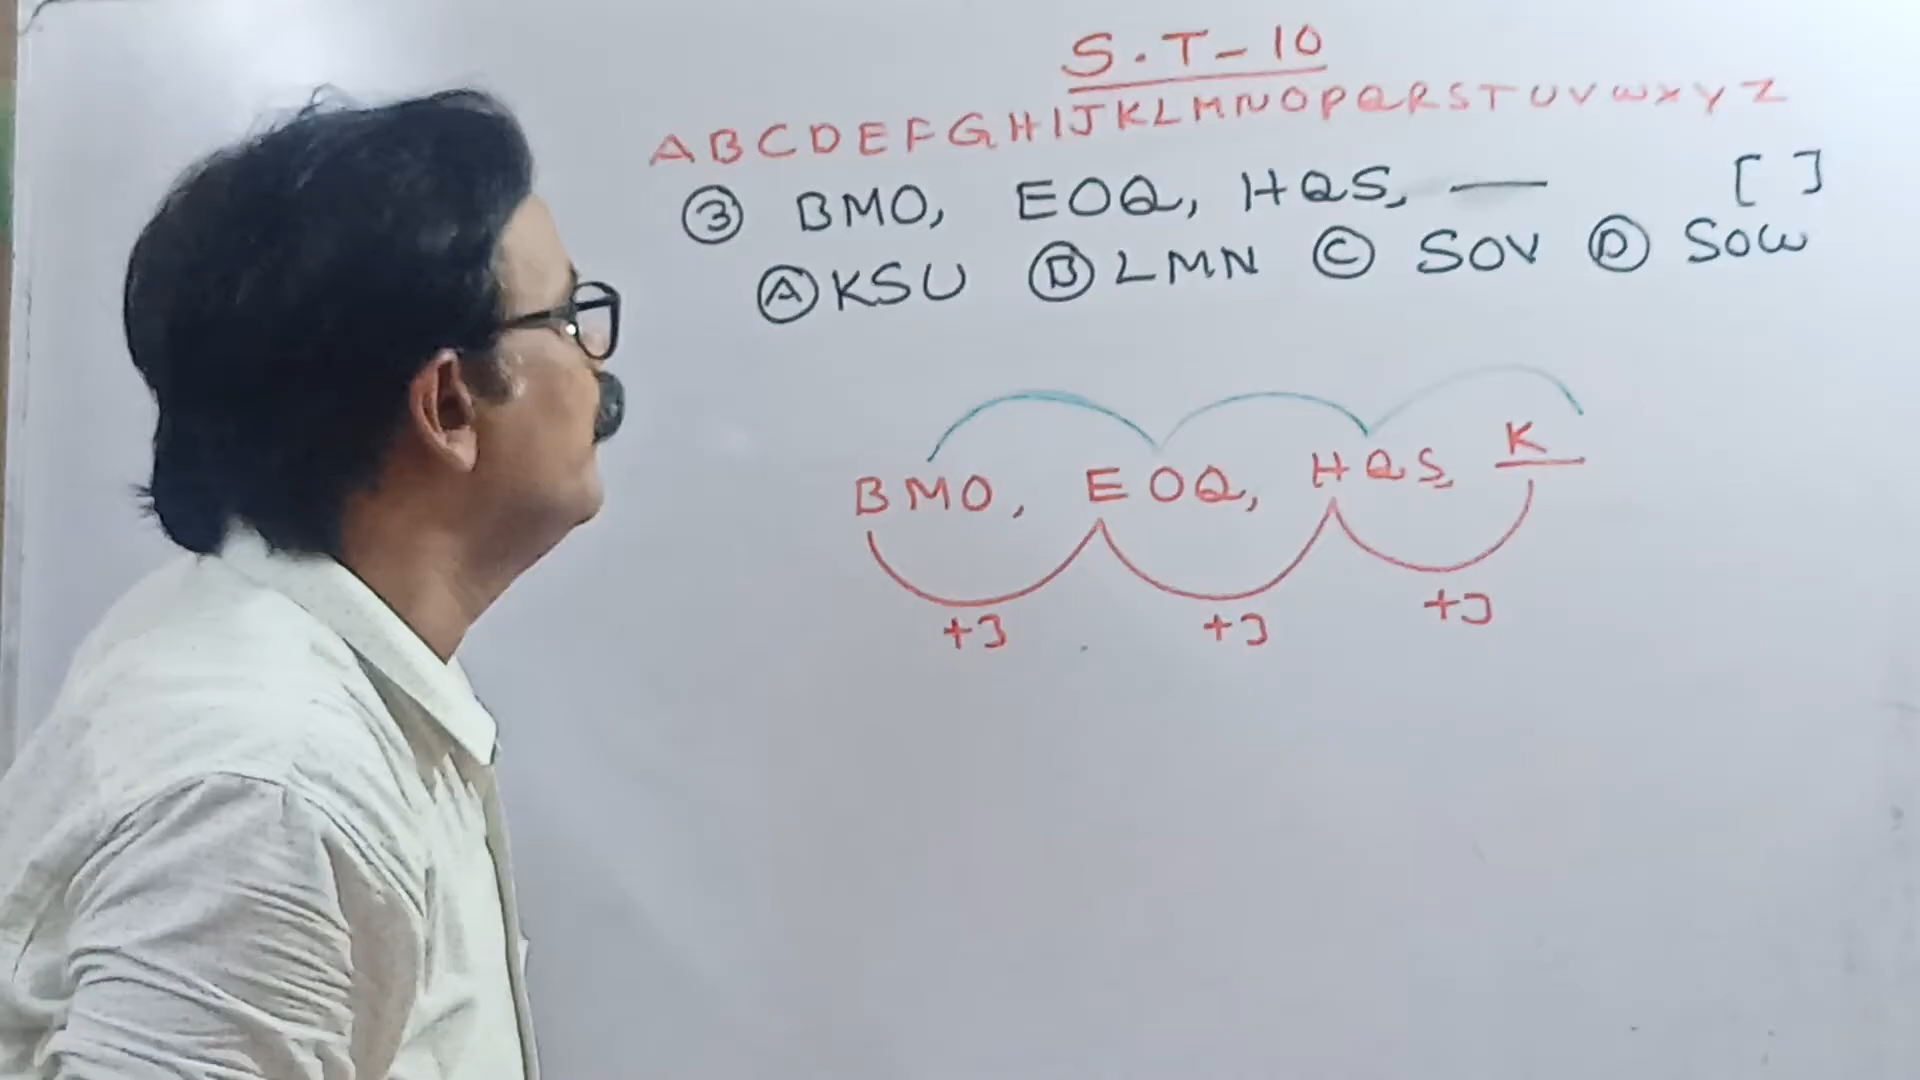 S.T-10
ABCDEFGHIJKLMNOPQRSTUVWXYZ
③ BMO, EOQ, HQS, — [ ]
Ⓐ KSU Ⓑ LMN Ⓒ SOV Ⓓ SOW
BMO, EOQ, HQS, K
+3 +3 +3